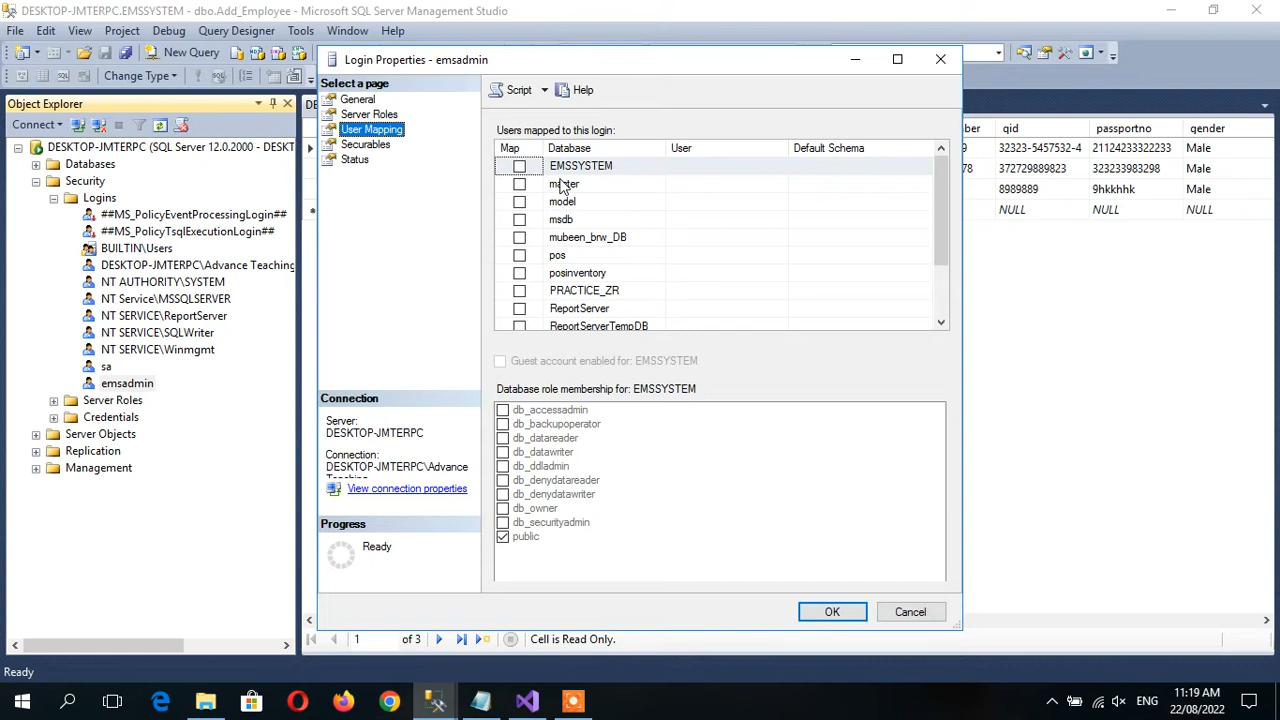 DESKTOP-JMTERPC.EMSSYSTEM - dbo.Add_Employee - Microsoft SQL Server Management Studio
File Edit View Project Debug Query Designer Tools Window Help
New Query
Change Type
Object Explorer
Connect
DESKTOP-JMTERPC (SQL Server 12.0.2000 - DESKTOP-JMTERPC
Databases
Security
Logins
##MS_PolicyEventProcessingLogin##
##MS_PolicyTsqlExecutionLogin##
BUILTIN\Users
DESKTOP-JMTERPC\Advance Teaching
NT AUTHORITY\SYSTEM
NT Service\MSSQLSERVER
NT SERVICE\ReportServer
NT SERVICE\SQLWriter
NT SERVICE\Winmgmt
sa
emsadmin
Server Roles
Credentials
Server Objects
Replication
Management
Login Properties - emsadmin
Select a page
General
Server Roles
User Mapping
Securables
Status
Connection
Server:
DESKTOP-JMTERPC
Connection:
DESKTOP-JMTERPC\Advance
View connection properties
Progress
Ready
Script Help
Users mapped to this login:
Map Database User Default Schema
EMSSYSTEM
master
model
msdb
mubeen_brw_DB
pos
posinventory
PRACTICE_ZR
ReportServer
ReportServerTempDB
Guest account enabled for: EMSSYSTEM
Database role membership for: EMSSYSTEM
db_accessadmin
db_backupoperator
db_datareader
db_datawriter
db_ddladmin
db_denydatareader
db_denydatawriter
db_owner
db_securityadmin
public
OK Cancel
ber qid passportno gender
9 32323-5457532-4 21124233322233 Male
78 372729889823 323233983298 Male
8989889 9hkkhhk Male
NULL NULL NULL
1 of 3 Cell is Read Only.
Ready
ENG
11:19 AM
22/08/2022